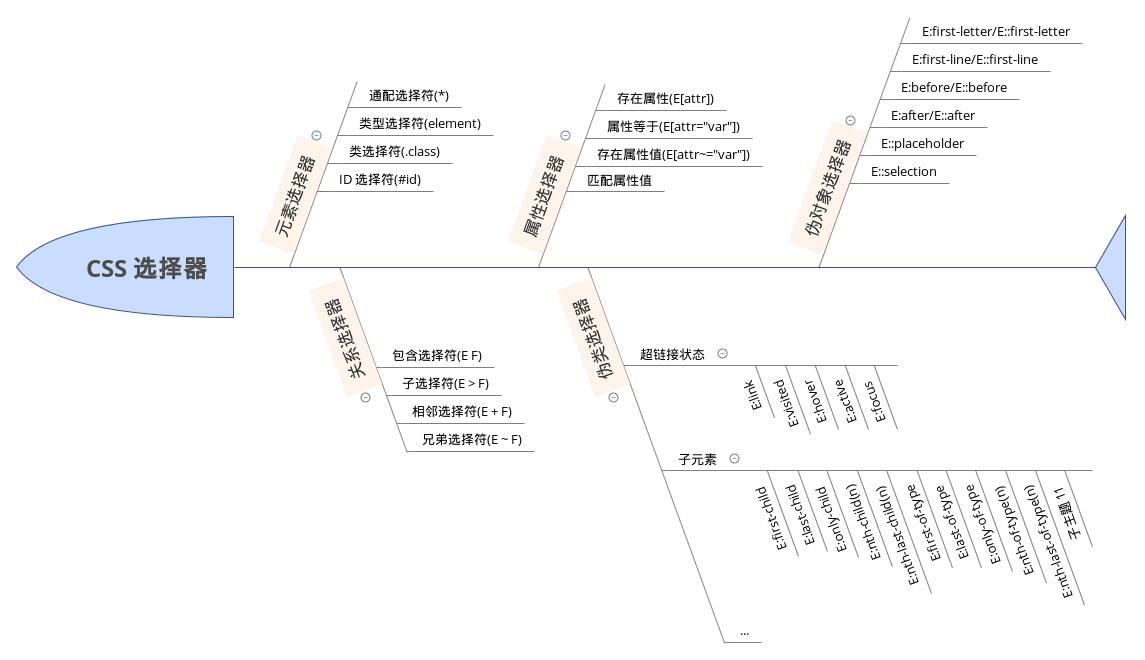 CSS 选择器
元素选择器
通配选择符(*)
类型选择符(element)
类选择符(.class)
ID 选择符(#id)
属性选择器
存在属性(E[attr])
属性等于(E[attr="var"])
存在属性值(E[attr~="var"])
匹配属性值
伪对象选择器
E:first-letter/E::first-letter
E:first-line/E::first-line
E:before/E::before
E:after/E::after
E::placeholder
E::selection
关系选择器
包含选择符(E F)
子选择符(E > F)
相邻选择符(E + F)
兄弟选择符(E ~ F)
伪类选择器
超链接状态
E:link
E:visited
E:hover
E:active
E:focus
子元素
E:first-child
E:last-child
E:only-child
E:nth-child(n)
E:nth-last-child(n)
E:first-of-type
E:last-of-type
E:only-of-type
E:nth-of-type(n)
E:nth-last-of-type(n)
子主题 11
...